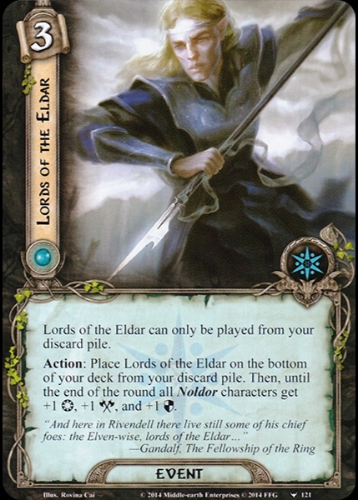 3
LORDS OF THE ELDAR
Lords of the Eldar can only be played from your
discard pile.
Action: Place Lords of the Eldar on the bottom
of your deck from your discard pile. Then, until
the end of the round all Noldor characters get
+1 , +1 , and +1 .
"And here in Rivendell there live still some of his chief
foes: the Elven-wise, lords of the Eldar…"
—Gandalf, The Fellowship of the Ring
EVENT
Illus. Rovina Cai © 2014 Middle-earth Enterprises © 2014 FFG 121